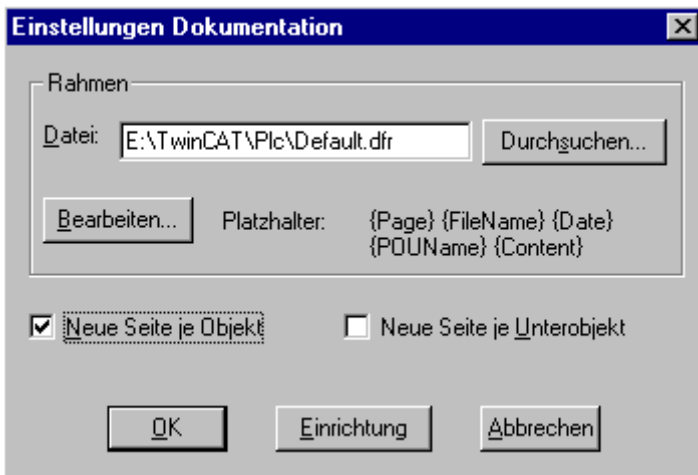 Einstellungen Dokumentation
Rahmen
Datei: E:\TwinCAT\Plc\Default.dfr Durchsuchen...
Bearbeiten... Platzhalter: {Page} {FileName} {Date}
{POUName} {Content}
Neue Seite je Objekt Neue Seite je Unterobjekt
OK Einrichtung Abbrechen